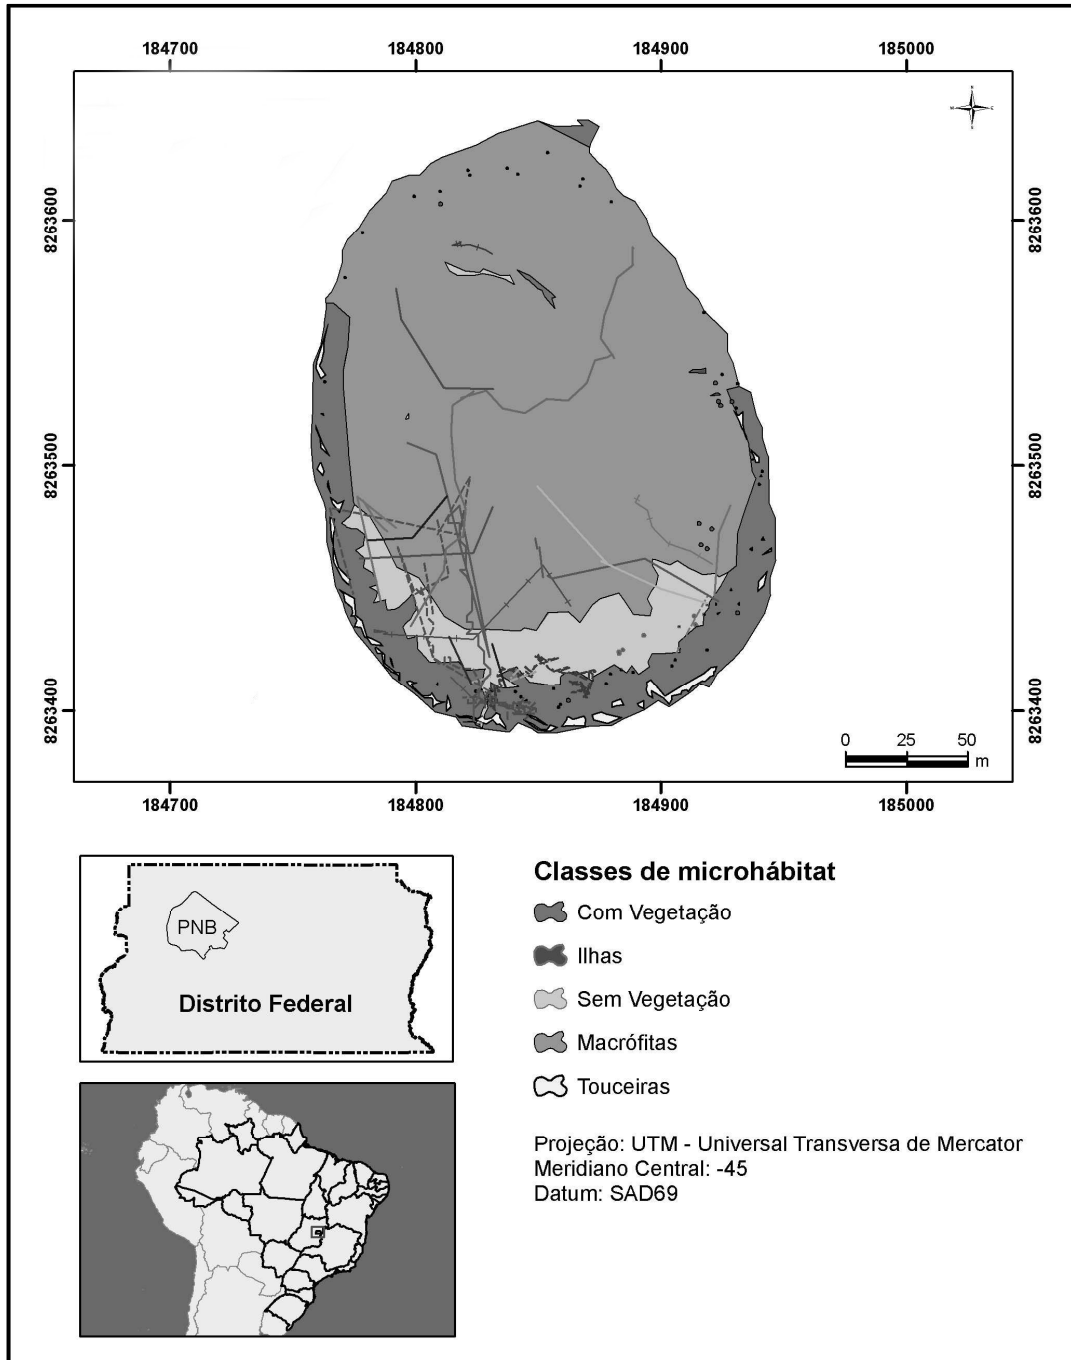 184700 184800 184900 185000
8263600 8263600
8263500 8263500
8263400 8263400
0 25 50
m
184700 184800 184900 185000
PNB
Distrito Federal
Classes de microhábitat
Com Vegetação
Ilhas
Sem Vegetação
Macrófitas
Touceiras
Projeção: UTM - Universal Transversa de Mercator
Meridiano Central: -45
Datum: SAD69